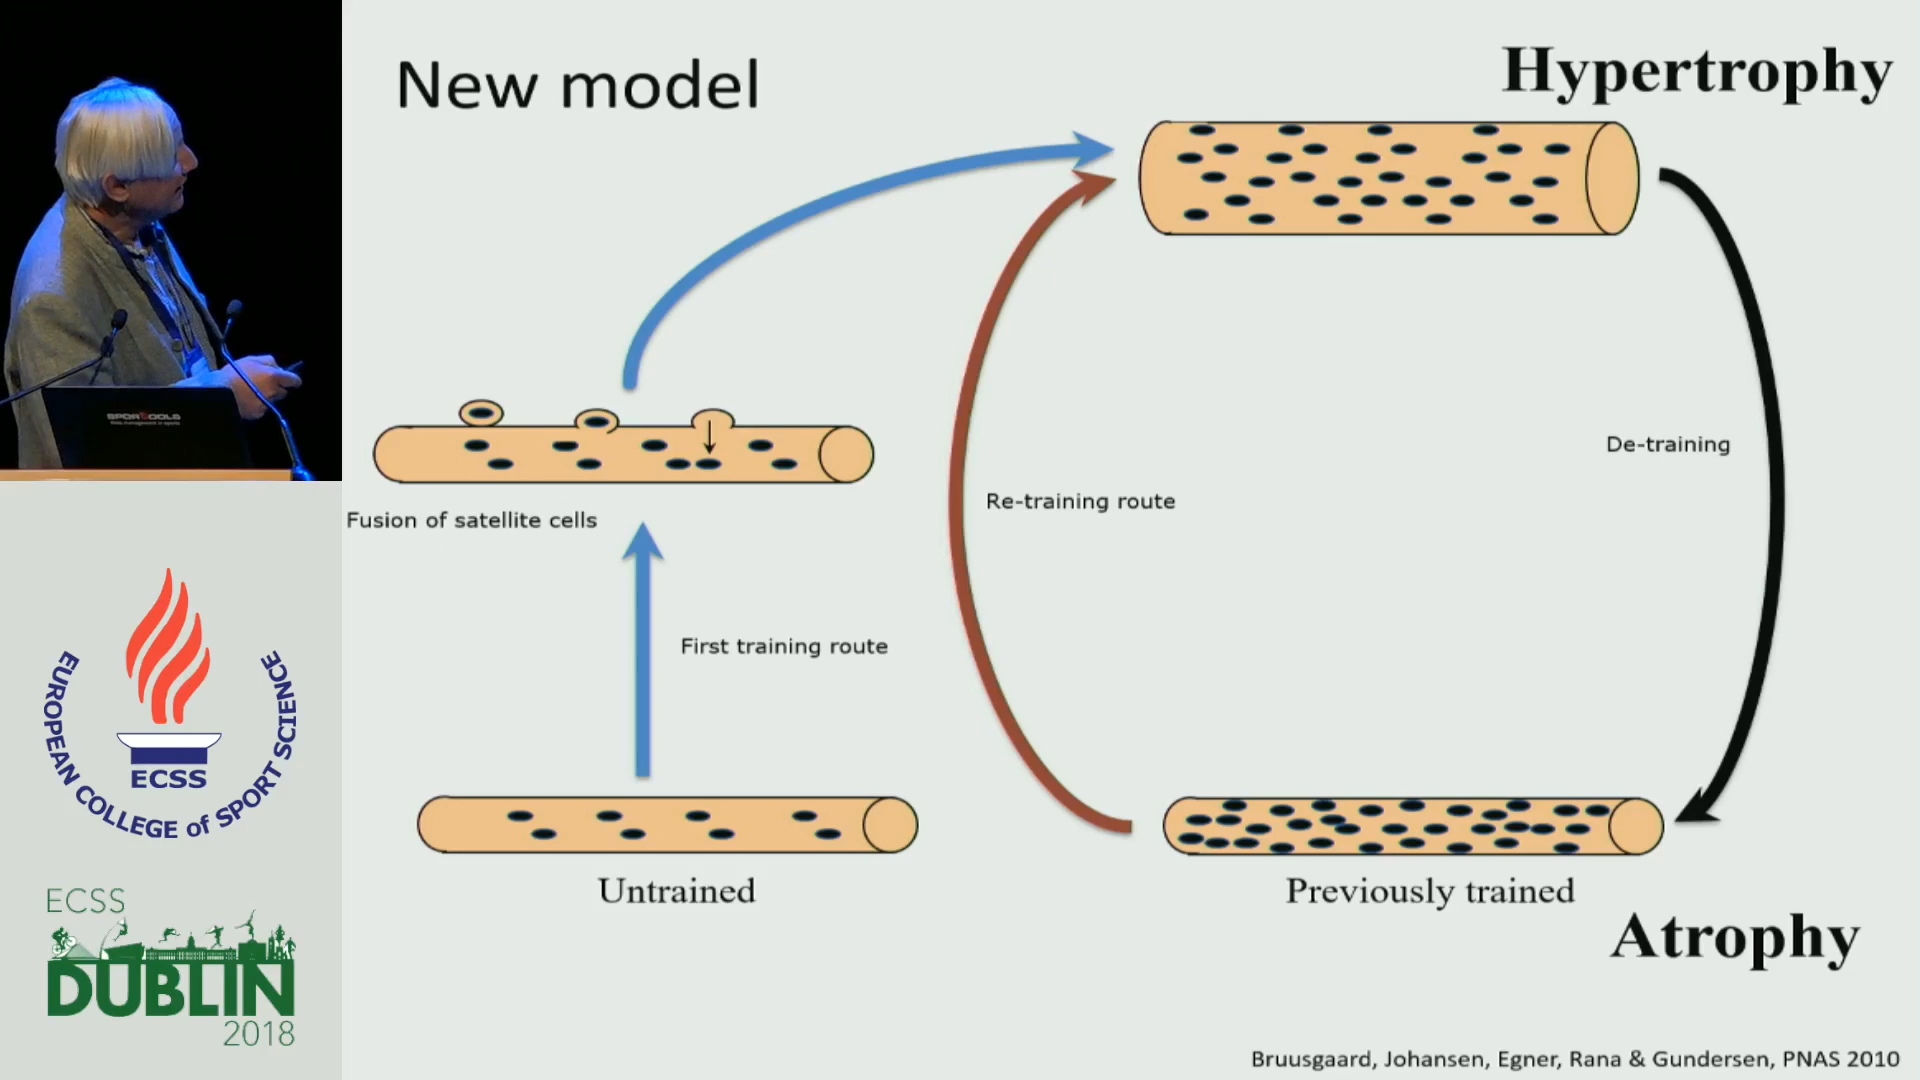 New model
Hypertrophy
De-training
Re-training route
Fusion of satellite cells
First training route
Untrained
Previously trained
Atrophy
Bruusgaard, Johansen, Egner, Rana & Gundersen, PNAS 2010
EUROPEAN COLLEGE of SPORT SCIENCE
ECSS
ECSS
DUBLIN
2018